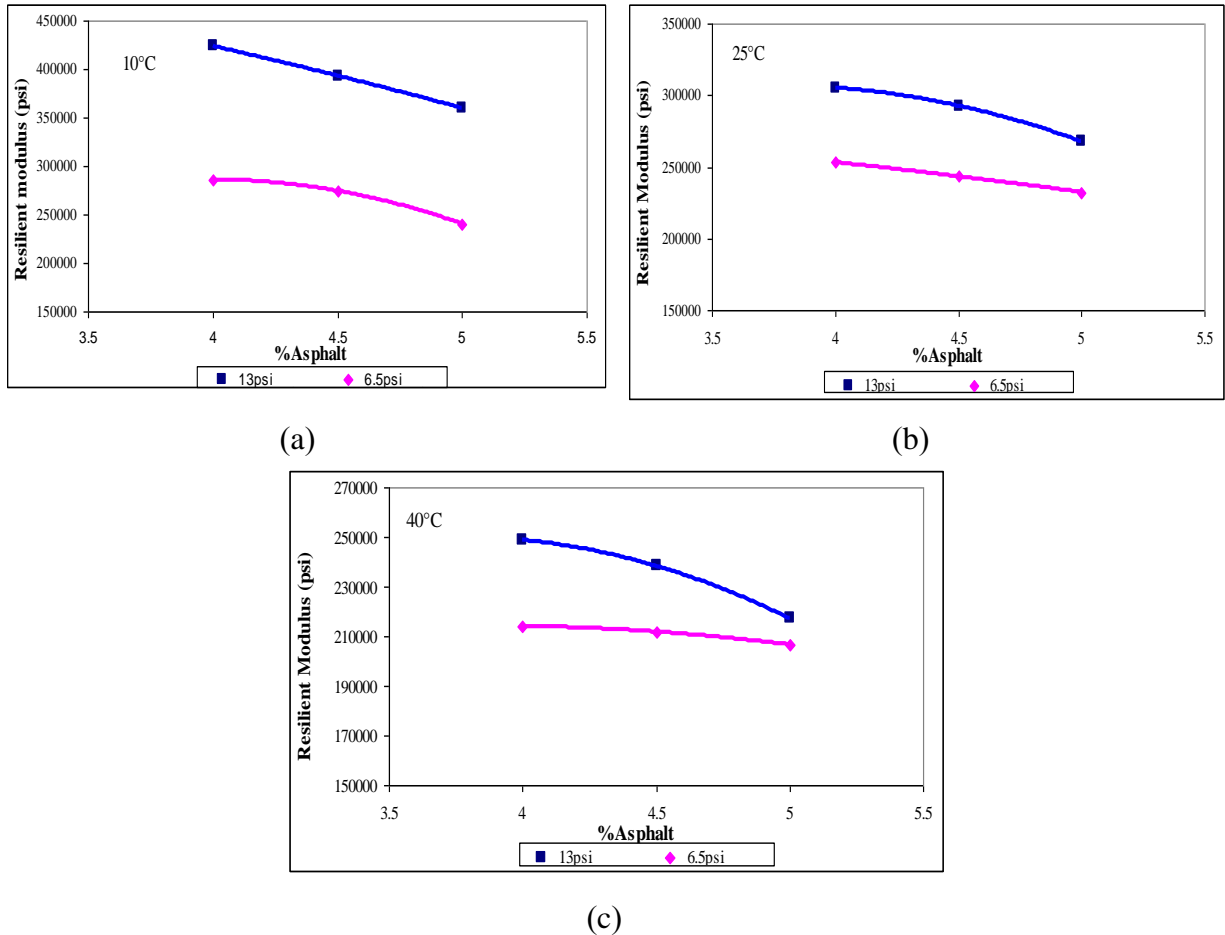 450000
400000
350000
300000
250000
200000
150000
Resilient modulus (psi)
10°C
3.5 4 4.5 5 5.5
%Asphalt
13psi 6.5psi
(a)
350000
300000
250000
200000
150000
Resilient Modulus (psi)
25°C
3.5 4 4.5 5 5.5
%Asphalt
13psi 6.5psi
(b)
270000
250000
230000
210000
190000
170000
150000
Resilient Modulus (psi)
40°C
3.5 4 4.5 5 5.5
%Asphalt
13psi 6.5psi
(c)